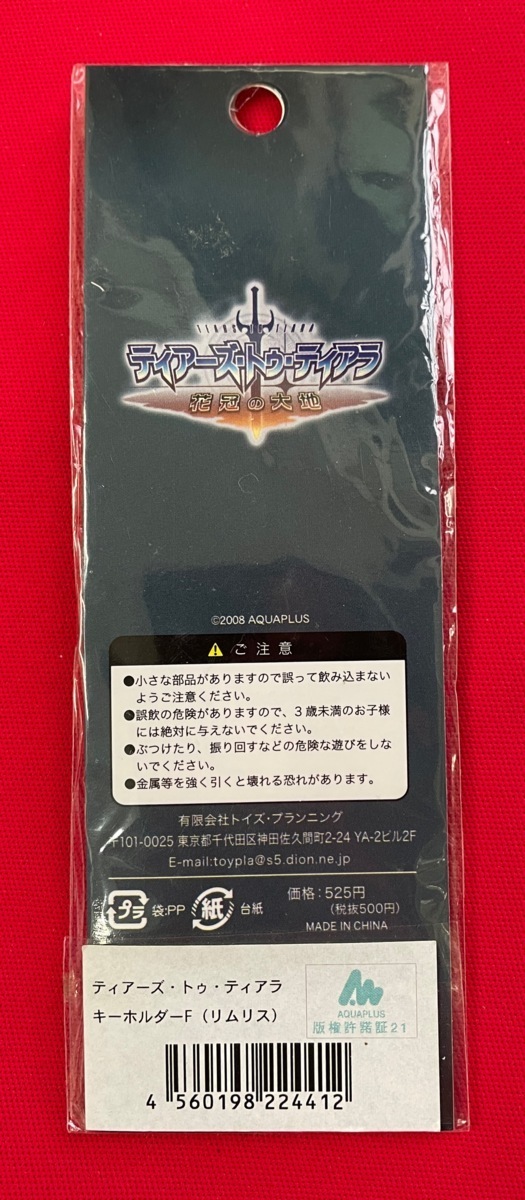 TEARS TO TIARA
ティアーズ・トゥ・ティアラ
花冠の大地
©2008 AQUAPLUS
ご注意
●小さな部品がありますので誤って飲み込まない
ようご注意ください。
●誤飲の危険がありますので、３歳未満のお子様
には絶対に与えないでください。
●ぶつけたり、振り回すなどの危険な遊びをしな
いでください。
●金属等を強く引くと壊れる恐れがあります。
有限会社トイズ・プランニング
〒101-0025 東京都千代田区神田佐久間町2-24 YA-2ビル2F
E-mail:toypla@s5.dion.ne.jp
プラ 袋:PP 紙 台紙
価格：525円
（税抜500円）
MADE IN CHINA
ティアーズ・トゥ・ティアラ
キーホルダーF（リムリス）
AQUAPLUS
版権許諾証21
4 560198 224412